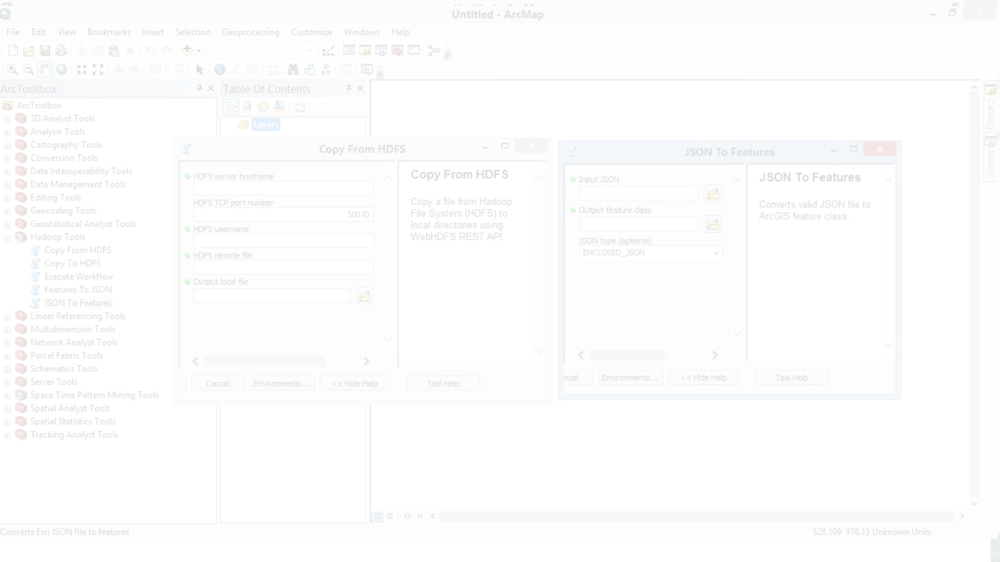 Untitled - ArcMap
File Edit View Bookmarks Insert Selection Geoprocessing Customize Windows Help
ArcToolbox
Table Of Contents
ArcToolbox
3D Analyst Tools
Analysis Tools
Cartography Tools
Conversion Tools
Data Interoperability Tools
Data Management Tools
Editing Tools
Geocoding Tools
Geostatistical Analyst Tools
Hadoop Tools
Copy From HDFS
Copy To HDFS
Execute Workflow
Features To JSON
JSON To Features
Linear Referencing Tools
Multidimension Tools
Network Analyst Tools
Parcel Fabric Tools
Schematics Tools
Server Tools
Space Time Pattern Mining Tools
Spatial Analyst Tools
Spatial Statistics Tools
Tracking Analyst Tools
Layers
Copy From HDFS
HDFS server hostname
HDFS TCP port number
50070
HDFS username
HDFS remote file
Output local file
Copy From HDFS
Copy a file from Hadoop
File System (HDFS) to
local directories using
WebHDFS REST API.
Cancel Environments... << Hide Help Tool Help
JSON To Features
Input JSON
Output feature class
JSON type (optional)
ENCLOSED_JSON
JSON To Features
Converts valid JSON file to
ArcGIS feature class.
ncel Environments... << Hide Help Tool Help
Catalog
Search
Converts Esri JSON file to features
528.109 976.15 Unknown Units